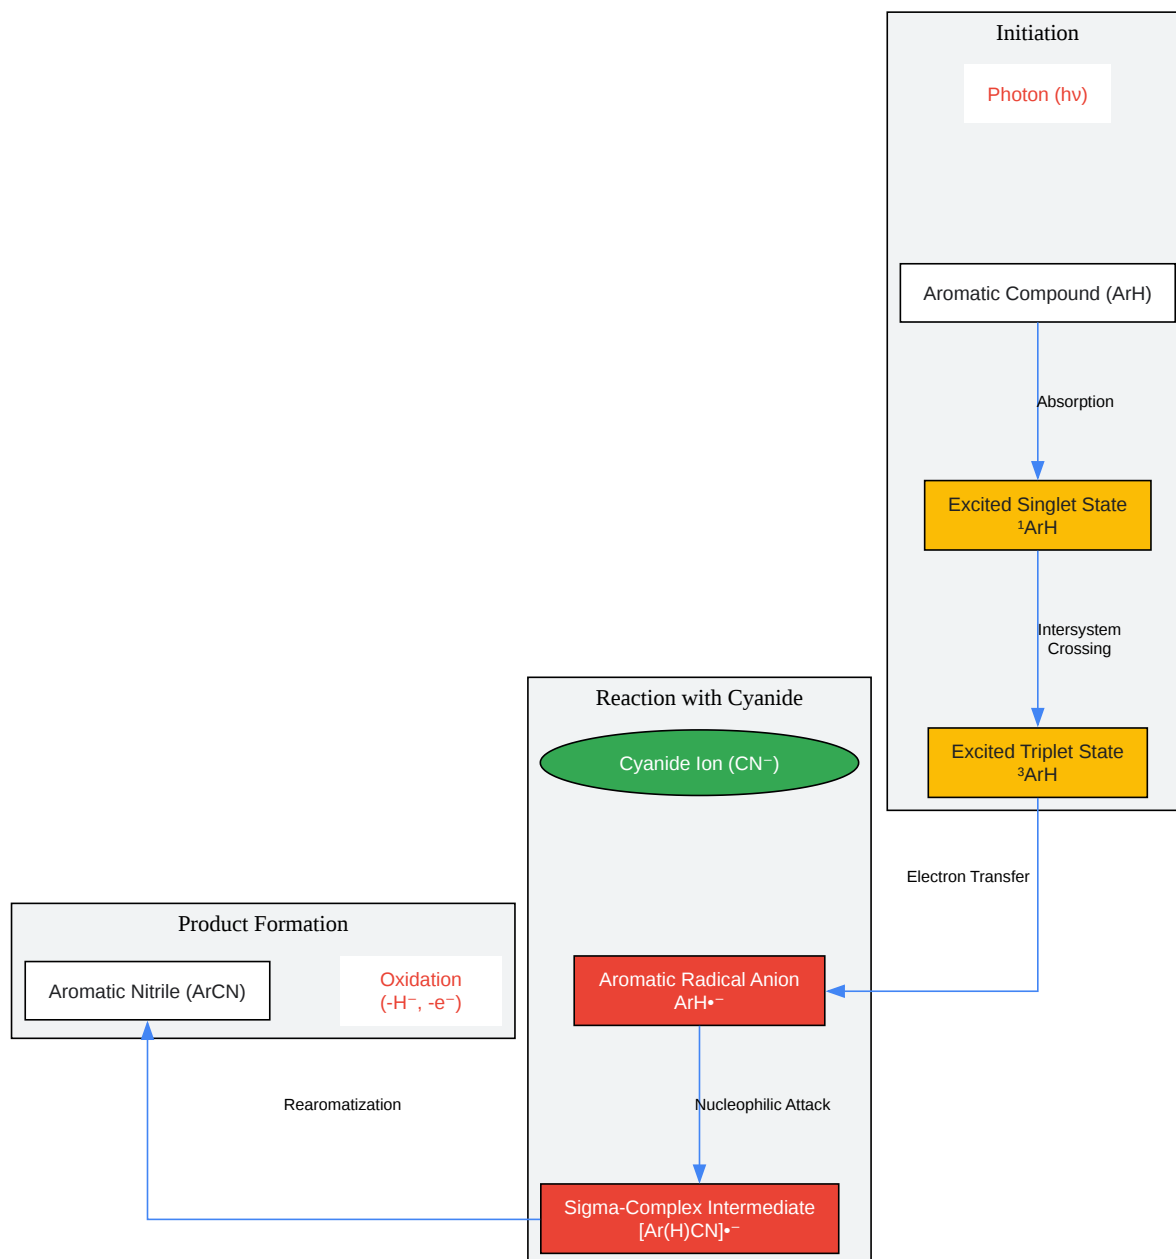 Initiation
Photon (hν)
Aromatic Compound (ArH)
Absorption
Excited Singlet State
¹ArH
Intersystem
Crossing
Excited Triplet State
³ArH
Electron Transfer
Reaction with Cyanide
Cyanide Ion (CN⁻)
Aromatic Radical Anion
ArH•⁻
Nucleophilic Attack
Sigma-Complex Intermediate
[Ar(H)CN]•⁻
Product Formation
Aromatic Nitrile (ArCN)
Oxidation
(-H⁻, -e⁻)
Rearomatization